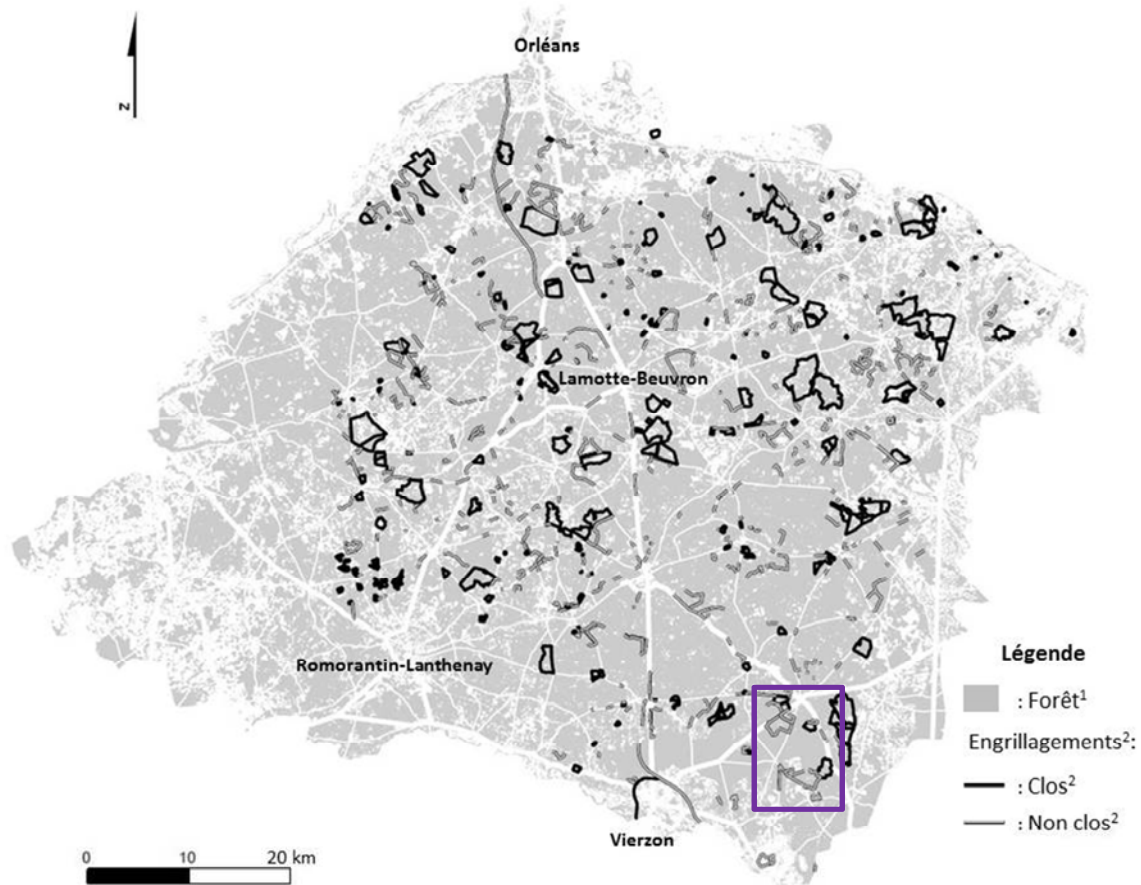 Orléans
N
Lamotte-Beuvron
Romorantin-Lanthenay
Légende
: Forêt¹
Engrillagements²:
: Clos²
: Non clos²
Vierzon
0 10 20 km